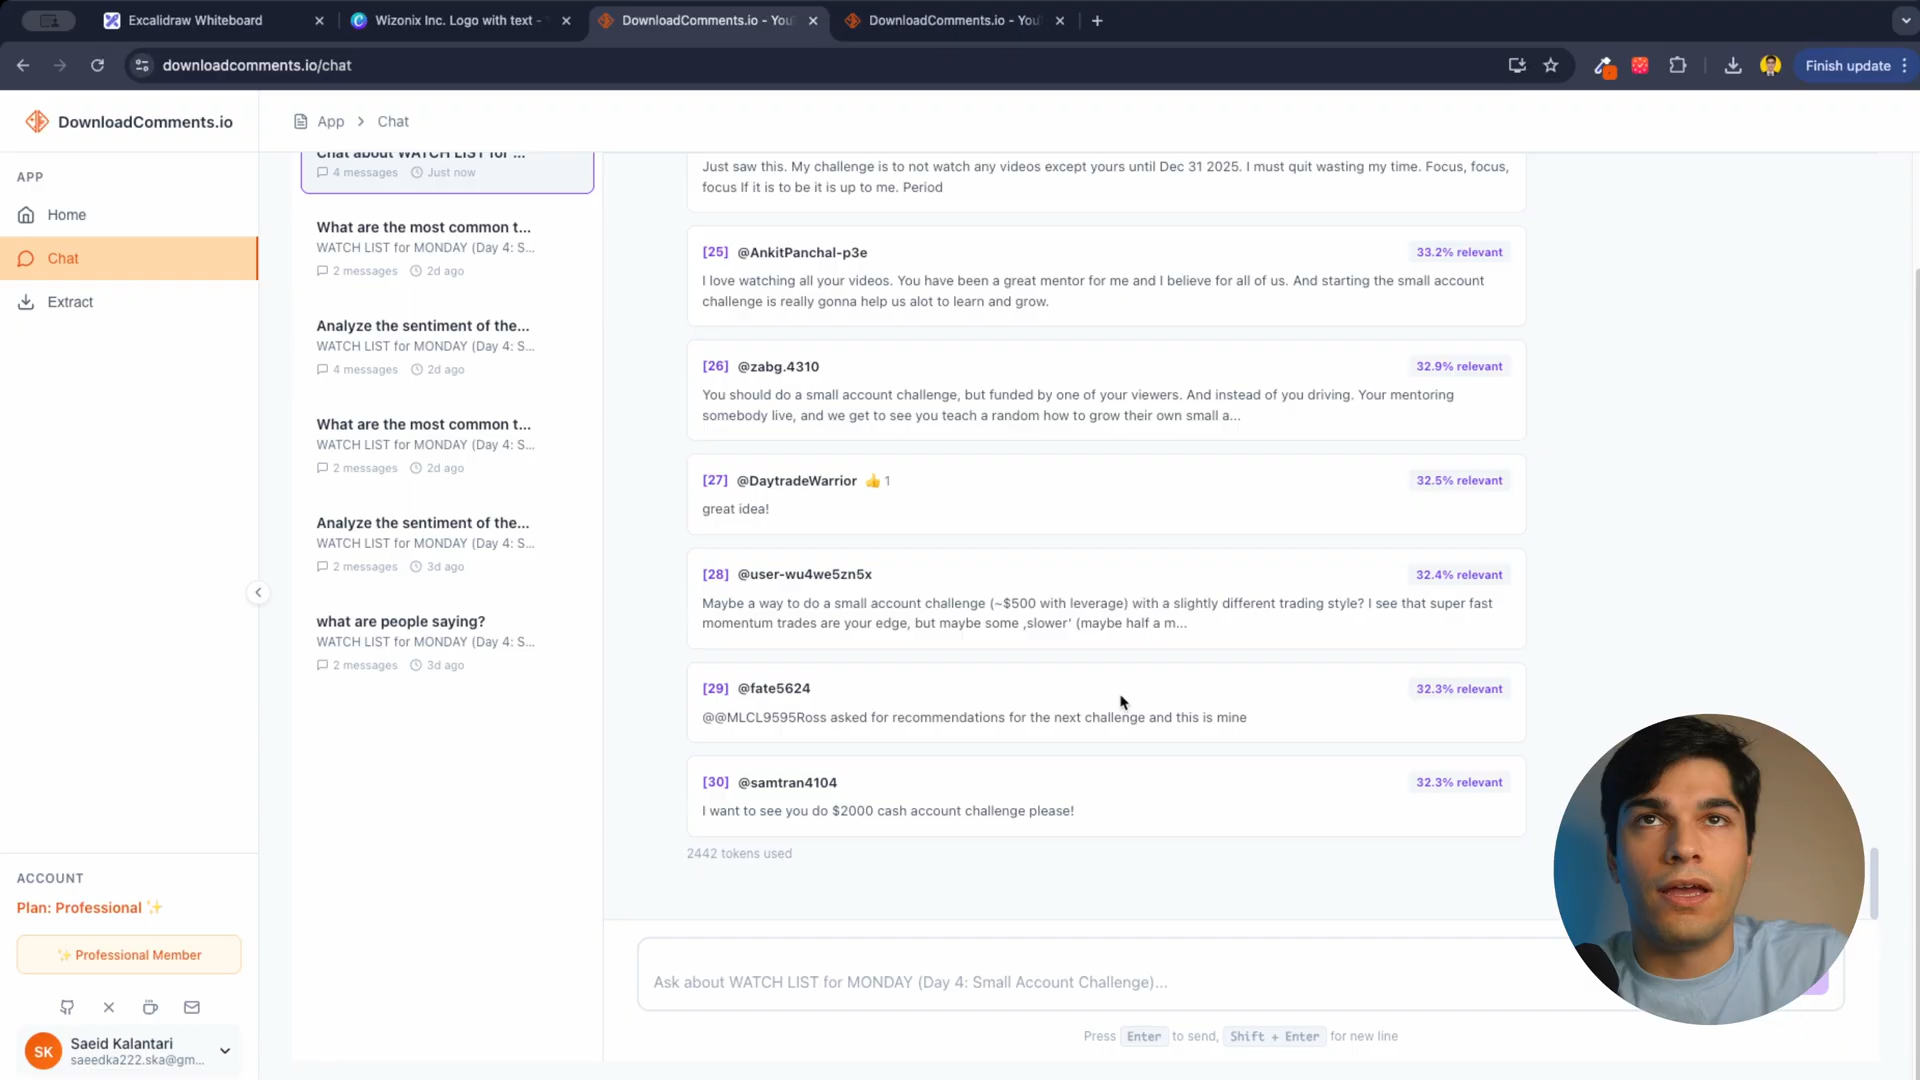 Excalidraw Whiteboard
Wizonix Inc. Logo with text -
DownloadComments.io - You
DownloadComments.io - You
downloadcomments.io/chat
Finish update
DownloadComments.io
App > Chat
APP
Home
Chat
Extract
Chat about WATCH LIST for ...
4 messages Just now
What are the most common t...
WATCH LIST for MONDAY (Day 4: S...
2 messages 2d ago
Analyze the sentiment of the...
WATCH LIST for MONDAY (Day 4: S...
4 messages 2d ago
What are the most common t...
WATCH LIST for MONDAY (Day 4: S...
2 messages 2d ago
Analyze the sentiment of the...
WATCH LIST for MONDAY (Day 4: S...
2 messages 3d ago
what are people saying?
WATCH LIST for MONDAY (Day 4: S...
2 messages 3d ago
Just saw this. My challenge is to not watch any videos except yours until Dec 31 2025. I must quit wasting my time. Focus, focus,
focus If it is to be it is up to me. Period
[25] @AnkitPanchal-p3e 33.2% relevant
I love watching all your videos. You have been a great mentor for me and I believe for all of us. And starting the small account
challenge is really gonna help us alot to learn and grow.
[26] @zabg.4310 32.9% relevant
You should do a small account challenge, but funded by one of your viewers. And instead of you driving. Your mentoring
somebody live, and we get to see you teach a random how to grow their own small a...
[27] @DaytradeWarrior 👍 1 32.5% relevant
great idea!
[28] @user-wu4we5zn5x 32.4% relevant
Maybe a way to do a small account challenge (~$500 with leverage) with a slightly different trading style? I see that super fast
momentum trades are your edge, but maybe some ‚slower' (maybe half a m...
[29] @fate5624 32.3% relevant
@@MLCL9595Ross asked for recommendations for the next challenge and this is mine
[30] @samtran4104 32.3% relevant
I want to see you do $2000 cash account challenge please!
2442 tokens used
Ask about WATCH LIST for MONDAY (Day 4: Small Account Challenge)...
Press Enter to send, Shift + Enter for new line
ACCOUNT
Plan: Professional ✨
✨ Professional Member
SK
Saeid Kalantari
saeedka222.ska@gm...